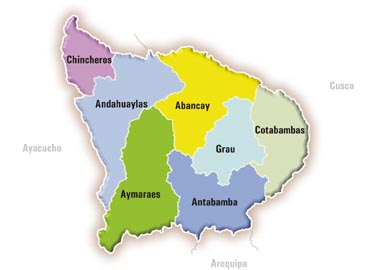 Chincheros
Cusco
Andahuaylas
Abancay
Cotabambas
Ayacucho
Grau
Aymaraes
Antabamba
Arequipa